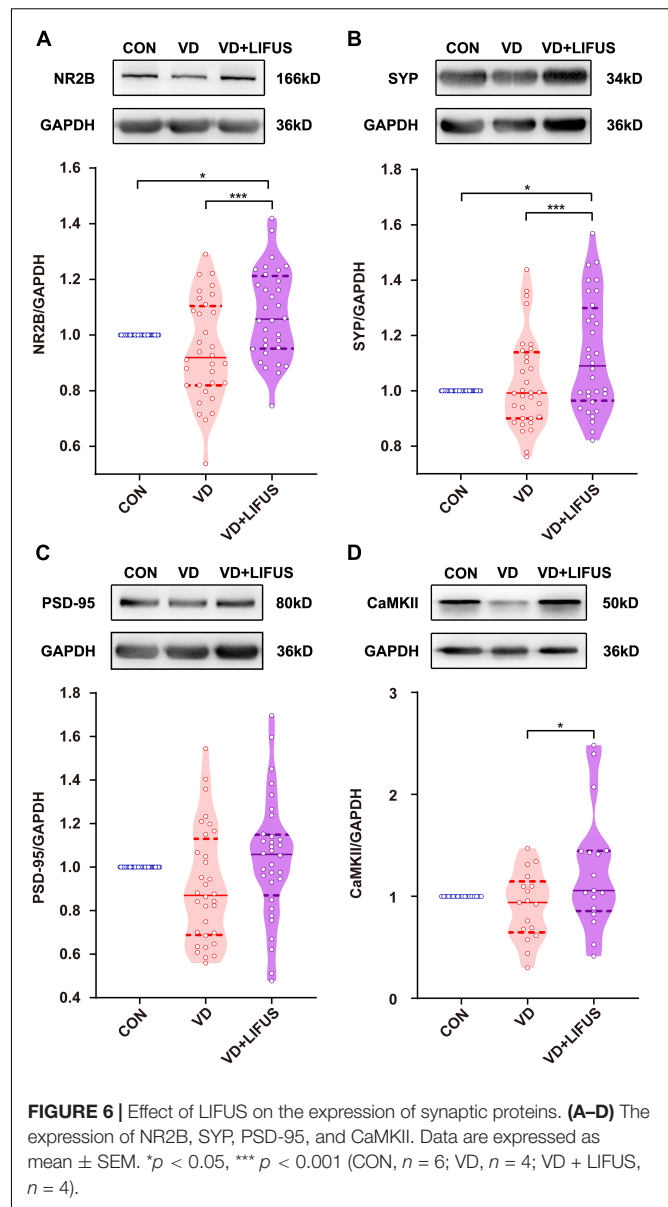 A
CON VD VD+LIFUS
NR2B 166kD
GAPDH 36kD
1.4
1.2
1.0
0.8
0.6
NR2B/GAPDH
*
***
CON VD VD+LIFUS
B
CON VD VD+LIFUS
SYP 34kD
GAPDH 36kD
1.8
1.6
1.4
1.2
1.0
0.8
SYP/GAPDH
*
***
CON VD VD+LIFUS
C
CON VD VD+LIFUS
PSD-95 80kD
GAPDH 36kD
1.8
1.6
1.4
1.2
1.0
0.8
0.6
0.4
PSD-95/GAPDH
CON VD VD+LIFUS
D
CON VD VD+LIFUS
CaMKII 50kD
GAPDH 36kD
3
2
1
0
CaMKII/GAPDH
*
CON VD VD+LIFUS
FIGURE 6 | Effect of LIFUS on the expression of synaptic proteins. (A–D) The
expression of NR2B, SYP, PSD-95, and CaMKII. Data are expressed as
mean ± SEM. *p < 0.05, *** p < 0.001 (CON, n = 6; VD, n = 4; VD + LIFUS,
n = 4).